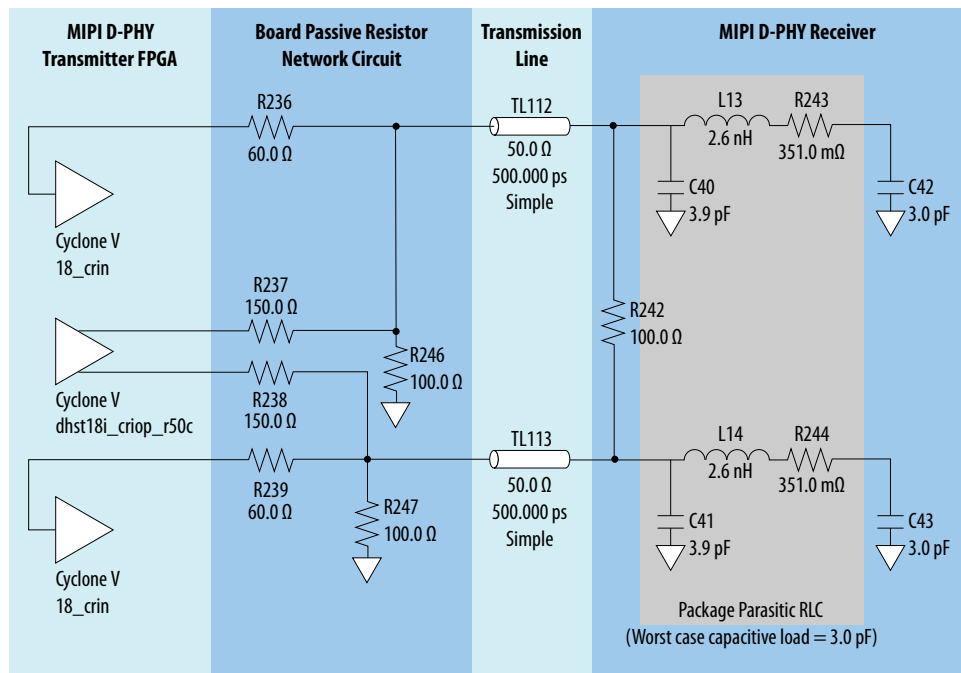 MIPI D-PHY
Transmitter FPGA
Board Passive Resistor
Network Circuit
Transmission
Line
MIPI D-PHY Receiver
R236
60.0 Ω
TL112
50.0 Ω
500.000 ps
Simple
L13
2.6 nH
R243
351.0 mΩ
C40
3.9 pF
C42
3.0 pF
Cyclone V
18_crin
R237
150.0 Ω
R246
100.0 Ω
R242
100.0 Ω
Cyclone V
dhst18i_criop_r50c
R238
150.0 Ω
R239
60.0 Ω
R247
100.0 Ω
TL113
50.0 Ω
500.000 ps
Simple
L14
2.6 nH
R244
351.0 mΩ
C41
3.9 pF
C43
3.0 pF
Cyclone V
18_crin
Package Parasitic RLC
(Worst case capacitive load = 3.0 pF)